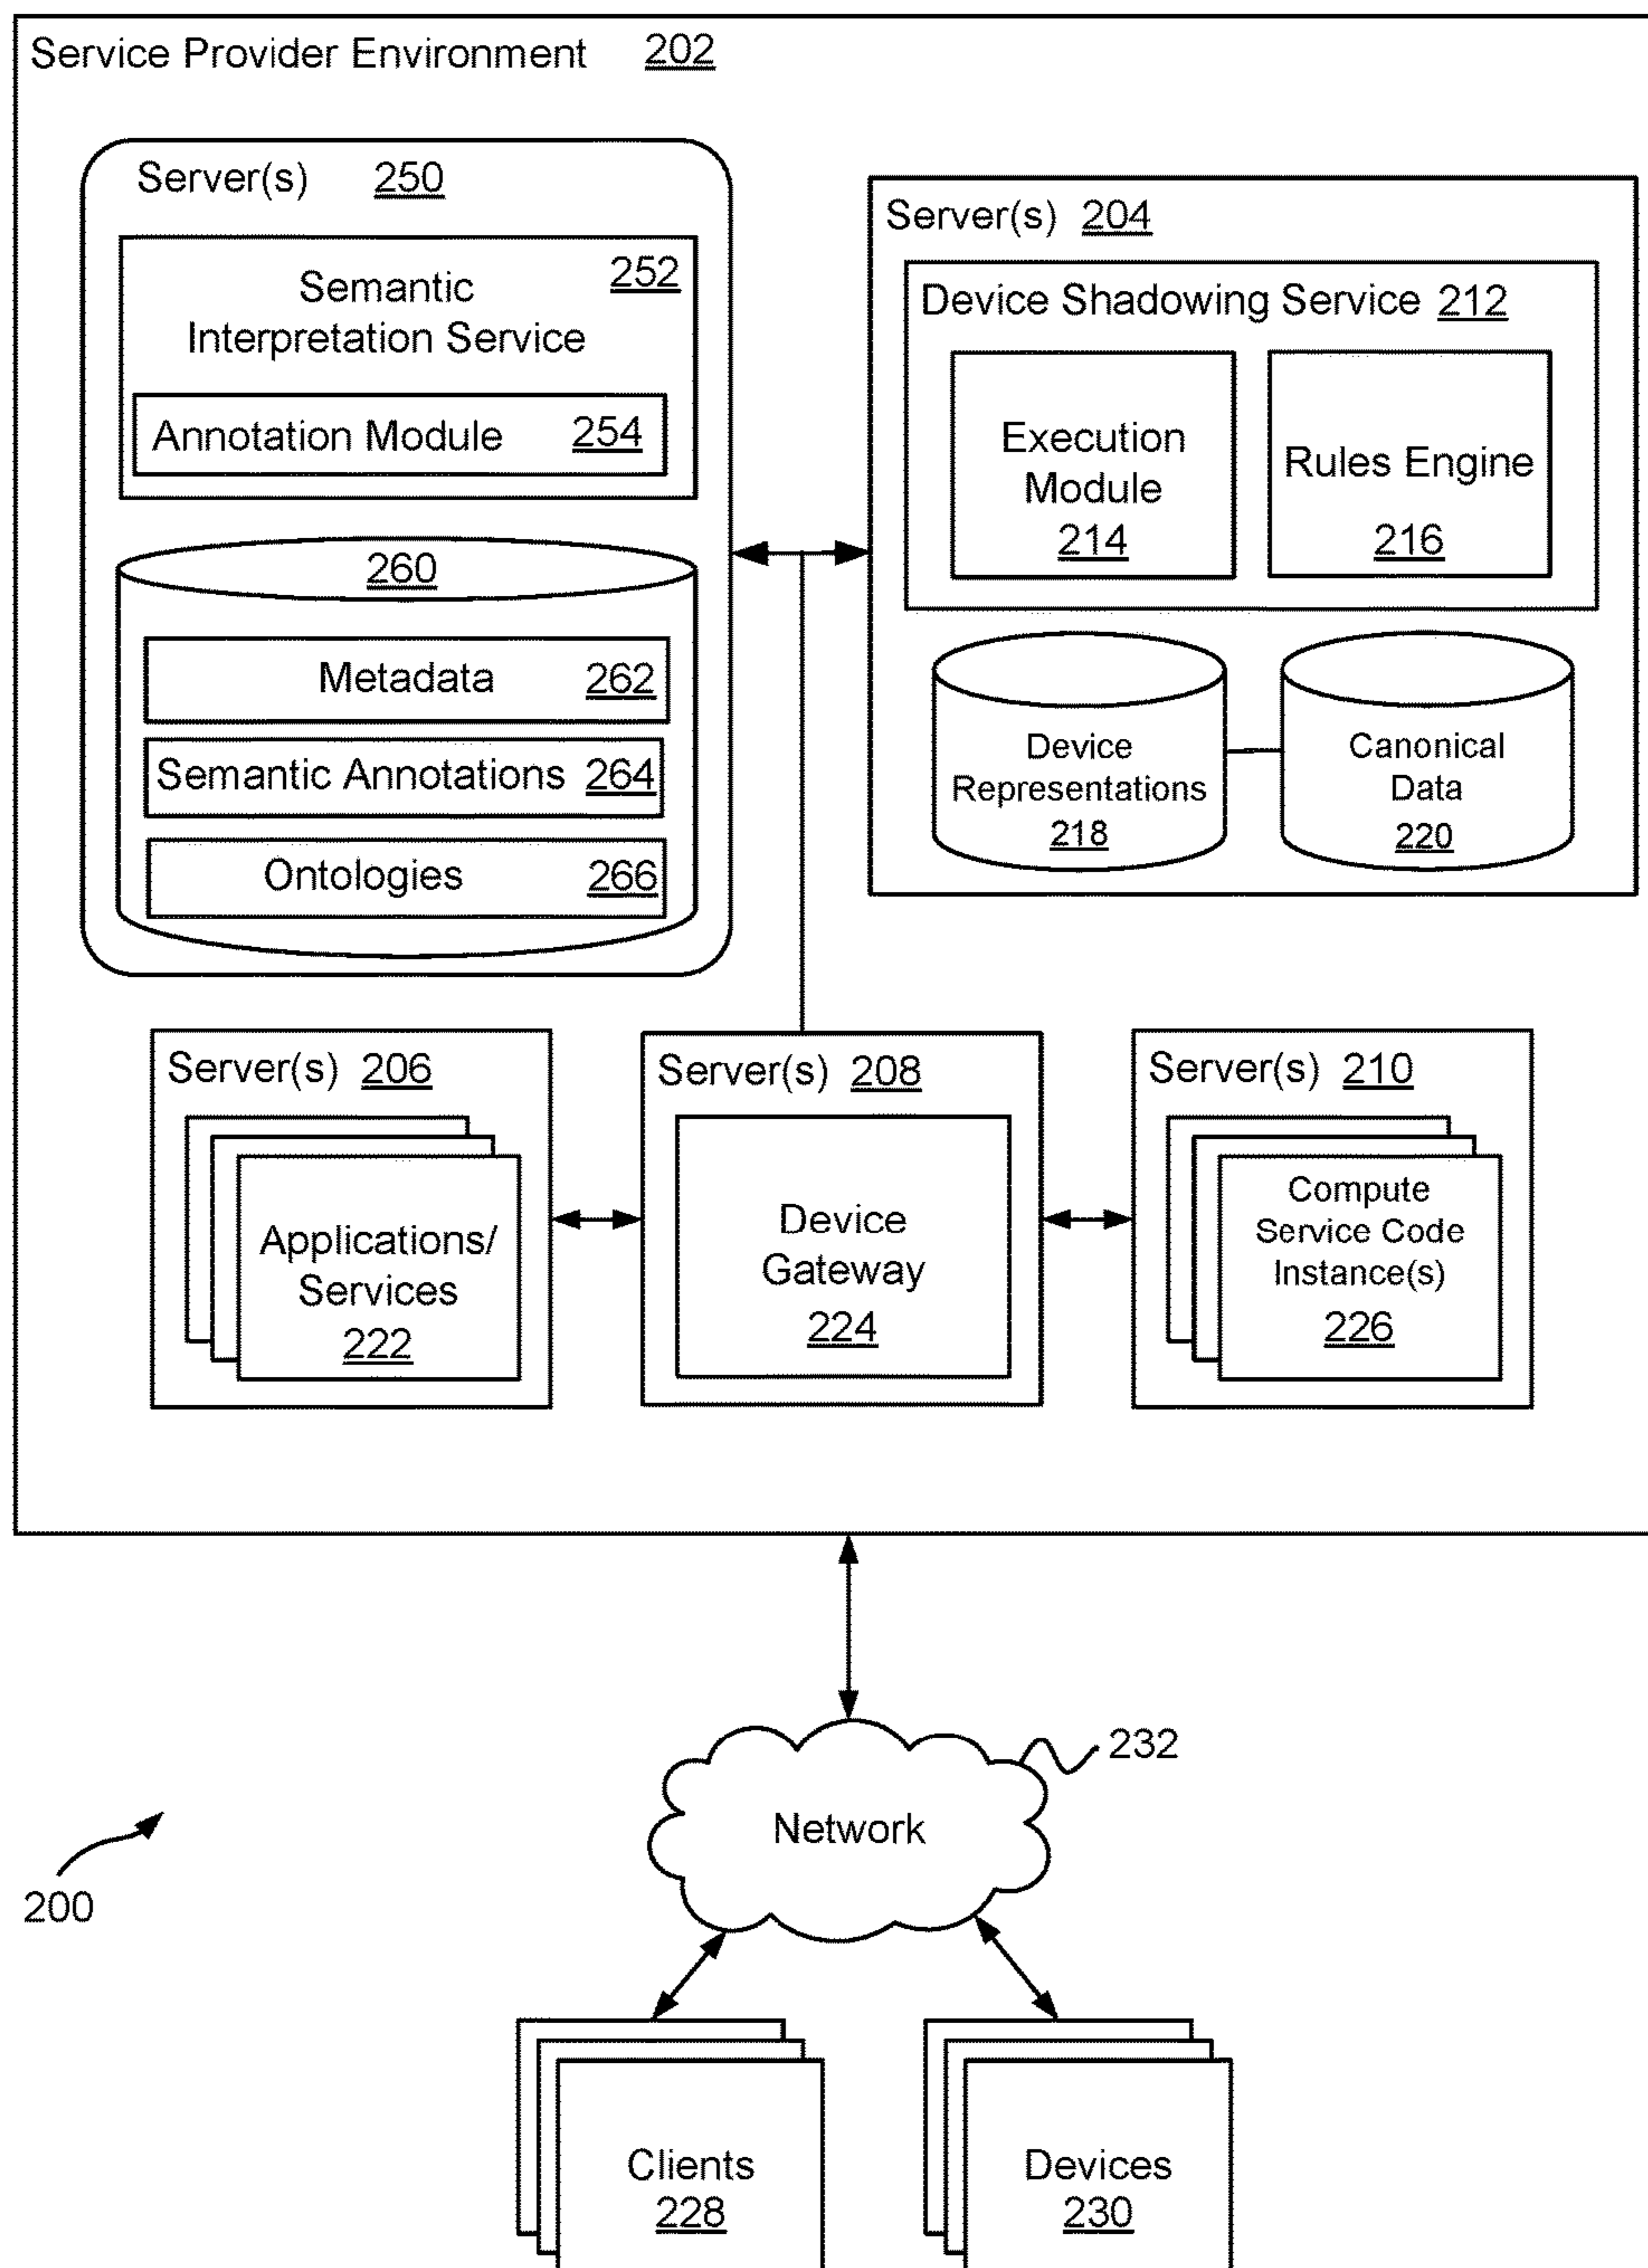 Service Provider Environment 202
Server(s) 250
Semantic 252
Interpretation Service
Annotation Module 254
260
Metadata 262
Semantic Annotations 264
Ontologies 266
Server(s) 204
Device Shadowing Service 212
Execution
Module
214
Rules Engine
216
Device
Representations
218
Canonical
Data
220
Server(s) 206
Applications/
Services
222
Server(s) 208
Device
Gateway
224
Server(s) 210
Compute
Service Code
Instance(s)
226
232
Network
200
Clients
228
Devices
230